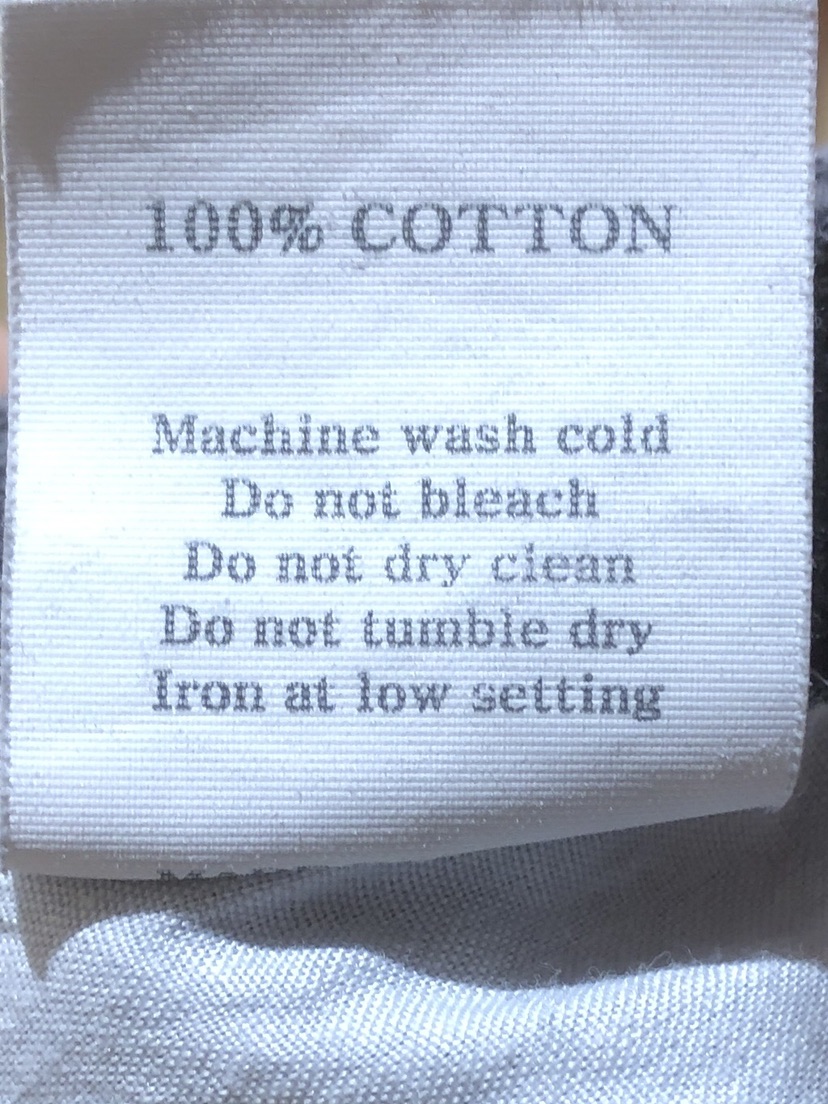 100% COTTON
Machine wash cold
Do not bleach
Do not dry clean
Do not tumble dry
Iron at low setting